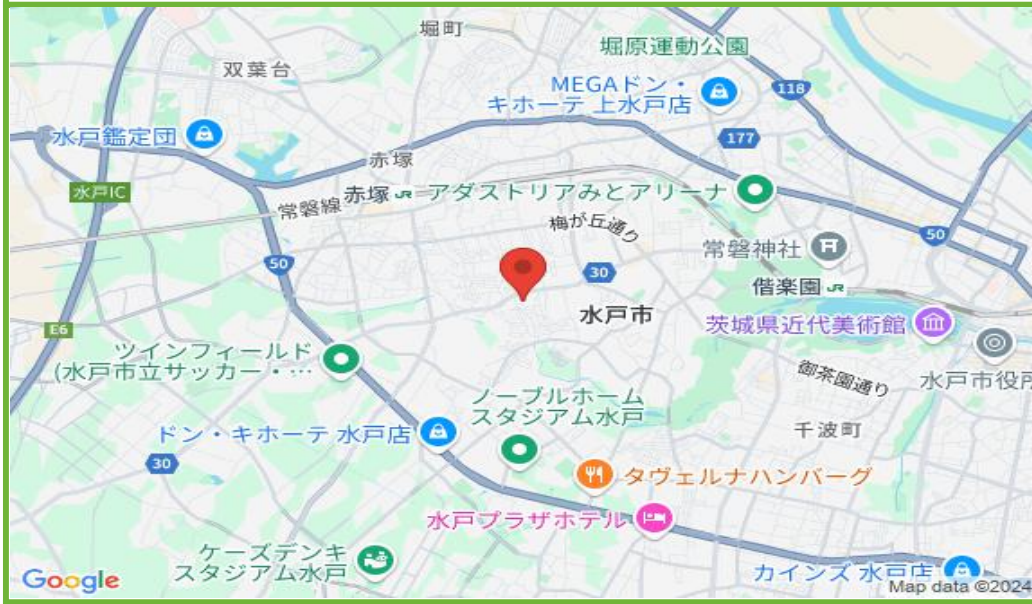 堀町
堀原運動公園
双葉台
MEGAドン・
キホーテ 上水戸店
118
水戸鑑定団
177
赤塚
水戸IC
赤塚 JR
アダストリアみとアリーナ
常磐線
梅が丘通り
50
常磐神社
50
30
偕楽園 JR
水戸市
茨城県近代美術館
E6
ツインフィールド
(水戸市立サッカー・…
御茶園通り
水戸市役所
ノーブルホーム
スタジアム水戸
千波町
ドン・キホーテ 水戸店
30
タヴェルナハンバーグ
水戸プラザホテル
ケーズデンキ
スタジアム水戸
カインズ 水戸店
Google
Map data ©2024